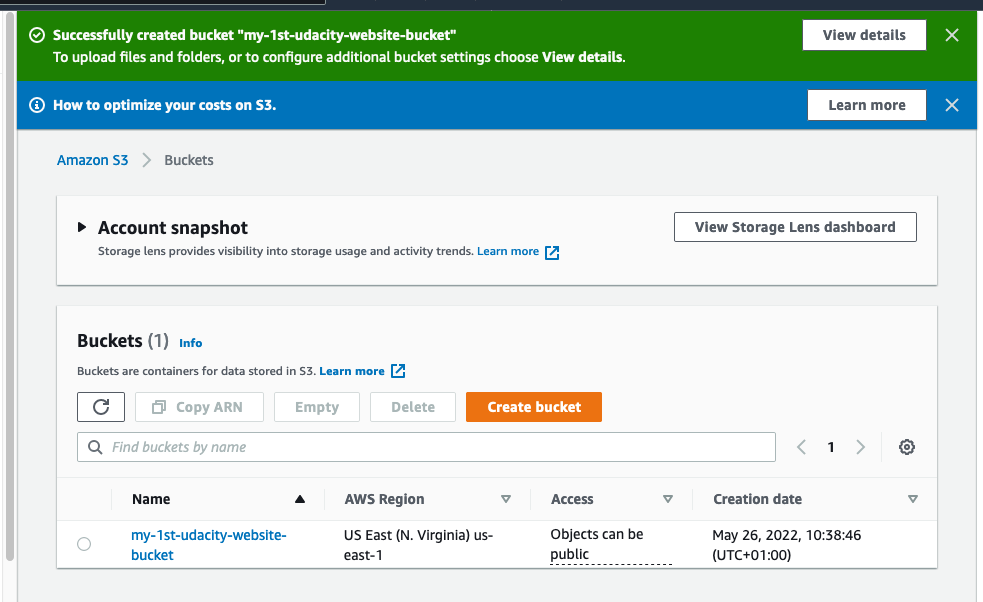 Successfully created bucket "my-1st-udacity-website-bucket"
To upload files and folders, or to configure additional bucket settings choose View details.
View details
How to optimize your costs on S3.
Learn more
Amazon S3 > Buckets
Account snapshot
Storage lens provides visibility into storage usage and activity trends. Learn more
View Storage Lens dashboard
Buckets (1) Info
Buckets are containers for data stored in S3. Learn more
Copy ARN Empty Delete Create bucket
Find buckets by name
1
Name AWS Region Access Creation date
my-1st-udacity-website-
bucket
US East (N. Virginia) us-
east-1
Objects can be
public
May 26, 2022, 10:38:46
(UTC+01:00)